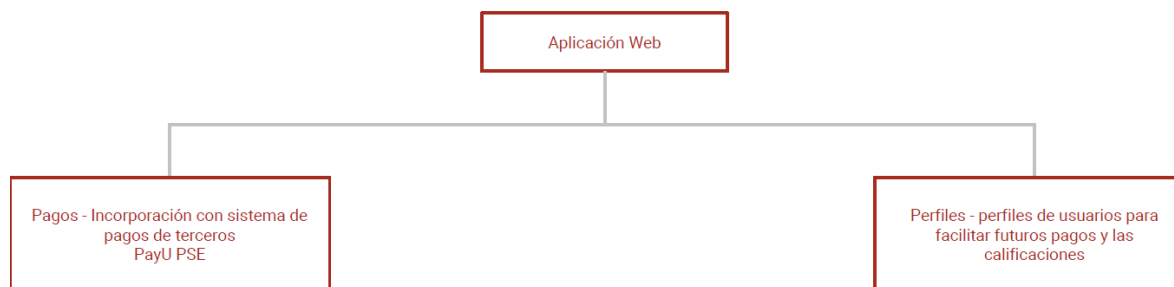 Aplicación Web
Pagos - Incorporación con sistema de
pagos de terceros
PayU PSE
Perfiles - perfiles de usuarios para
facilitar futuros pagos y las
calificaciones